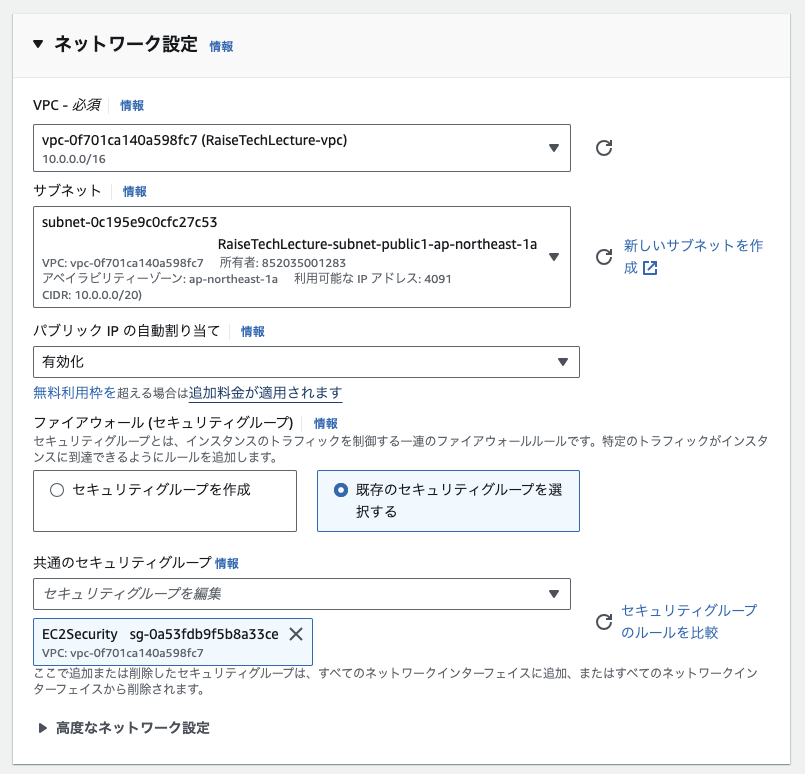 ネットワーク設定 情報
VPC - 必須 情報
vpc-0f701ca140a598fc7 (RaiseTechLecture-vpc)
10.0.0.0/16
サブネット 情報
subnet-0c195e9c0cfc27c53
RaiseTechLecture-subnet-public1-ap-northeast-1a
VPC: vpc-0f701ca140a598fc7 所有者: 852035001283
アベイラビリティーゾーン: ap-northeast-1a 利用可能な IP アドレス: 4091
CIDR: 10.0.0.0/20)
新しいサブネットを作
成
パブリック IP の自動割り当て 情報
有効化
無料利用枠を超える場合は追加料金が適用されます
ファイアウォール (セキュリティグループ) 情報
セキュリティグループとは、インスタンスのトラフィックを制御する一連のファイアウォールルールです。特定のトラフィックがインスタ
ンスに到達できるようにルールを追加します。
セキュリティグループを作成
既存のセキュリティグループを選
択する
共通のセキュリティグループ 情報
セキュリティグループを編集
EC2Security sg-0a53fdb9f5b8a33ce
VPC: vpc-0f701ca140a598fc7
セキュリティグループ
のルールを比較
ここで追加または削除したセキュリティグループは、すべてのネットワークインターフェイスに追加、またはすべてのネットワークイン
ターフェイスから削除されます。
高度なネットワーク設定